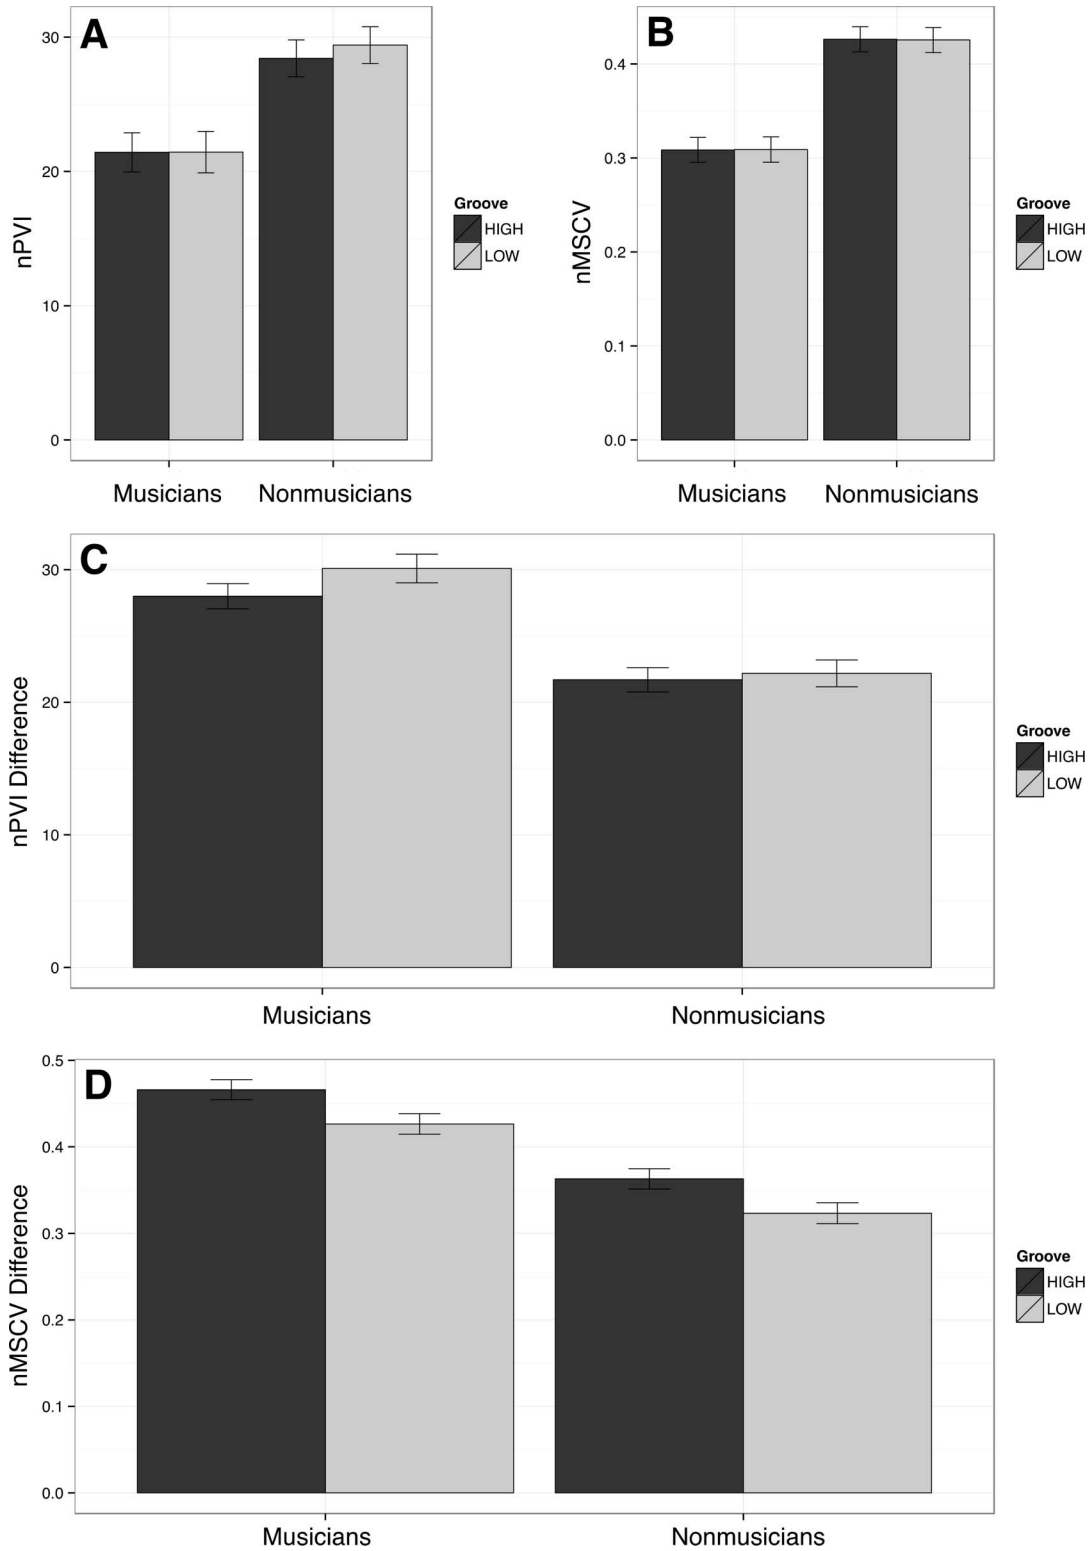 A
30
20
10
0
nPVI
Musicians Nonmusicians
Groove
HIGH
LOW
B
0.4
0.3
0.2
0.1
0.0
nMSCV
Musicians Nonmusicians
Groove
HIGH
LOW
C
30
20
10
0
nPVI Difference
Musicians Nonmusicians
Groove
HIGH
LOW
D
0.5
0.4
0.3
0.2
0.1
0.0
nMSCV Difference
Musicians Nonmusicians
Groove
HIGH
LOW